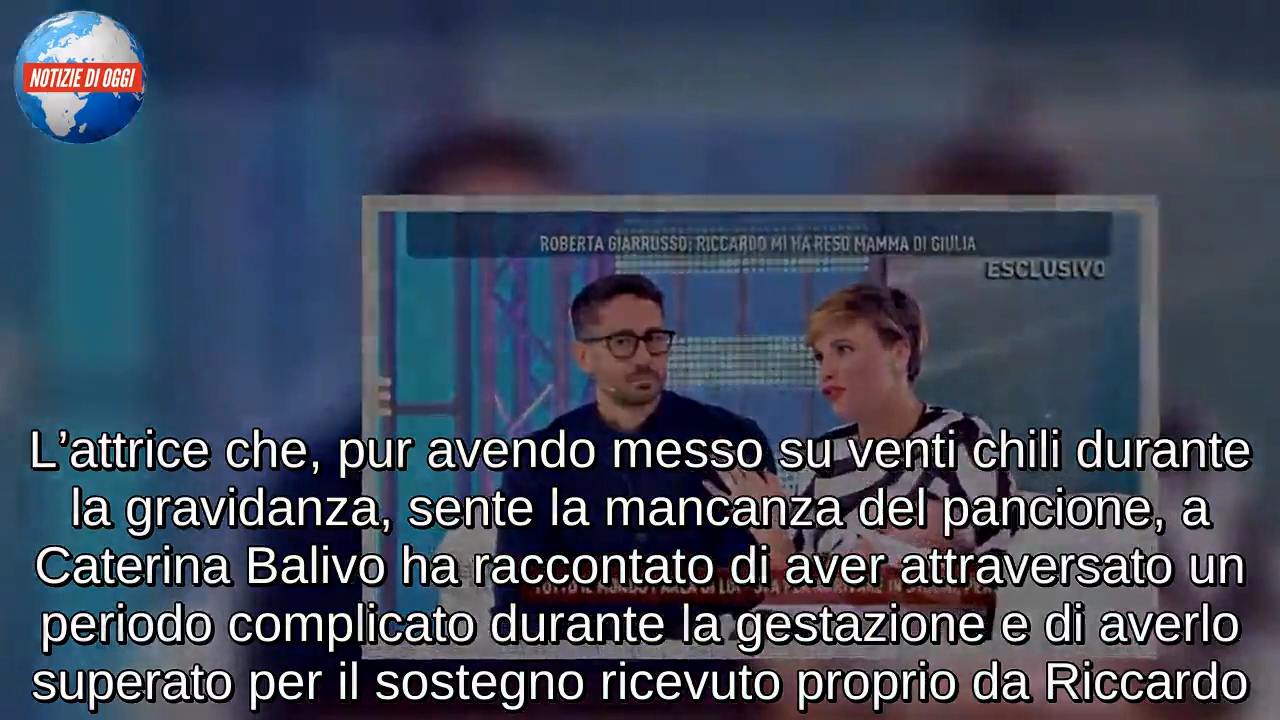 NOTIZIE DI OGGI
ROBERTA GIARRUSSO: RICCARDO MI HA RESO MAMMA DI GIULIA
ESCLUSIVO
L’attrice che, pur avendo messo su venti chili durante
la gravidanza, sente la mancanza del pancione, a
Caterina Balivo ha raccontato di aver attraversato un
periodo complicato durante la gestazione e di averlo
superato per il sostegno ricevuto proprio da Riccardo